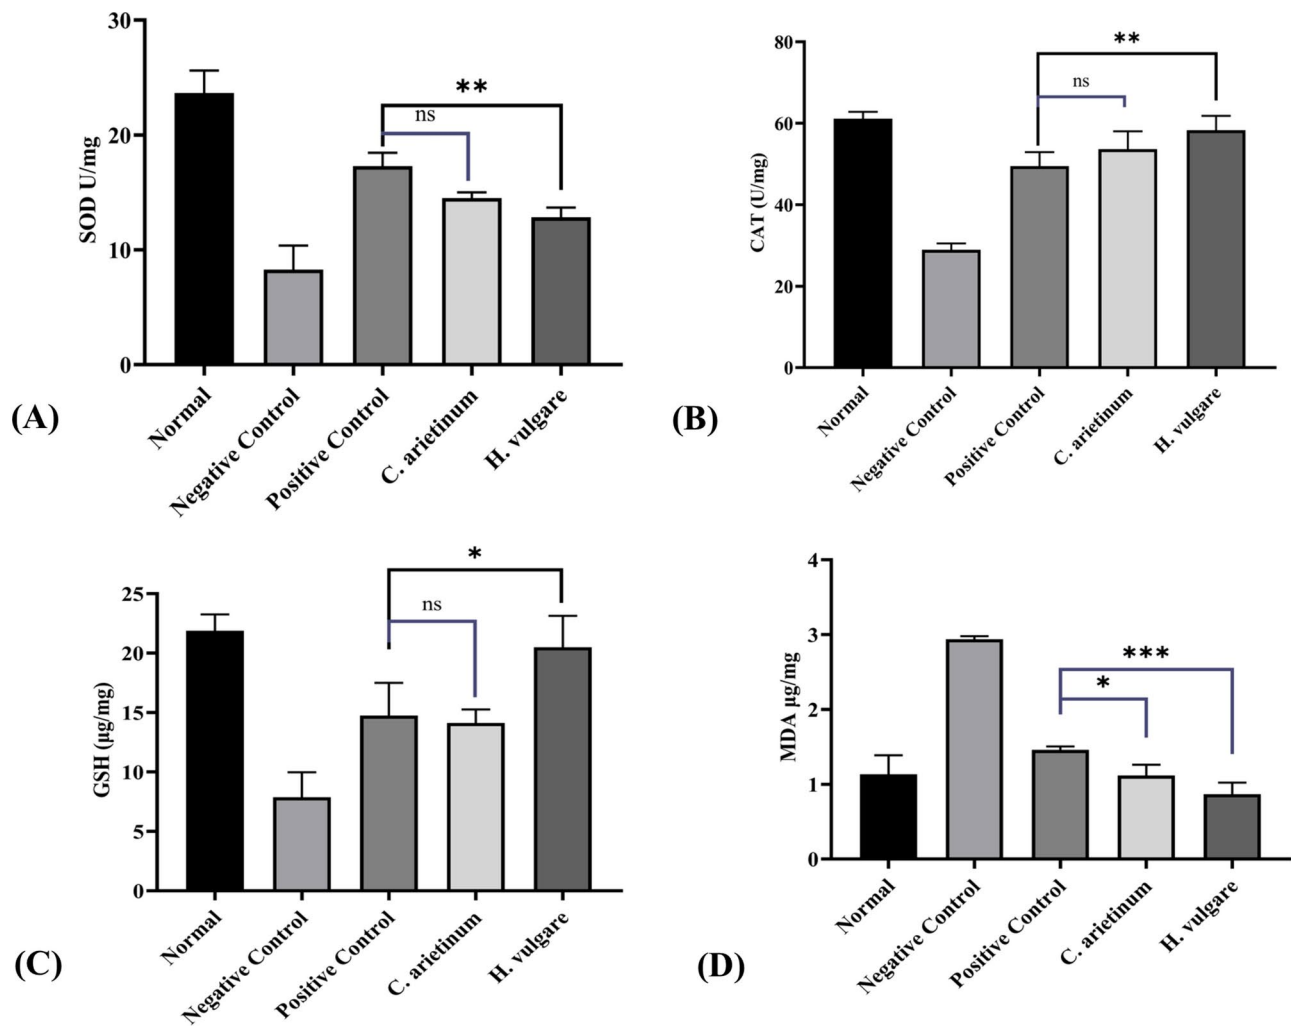 30
20
10
0
SOD U/mg
**
ns
Normal
Negative Control
Positive Control
C. arietinum
H. vulgare
(A)
80
60
40
20
0
CAT (U/mg)
**
ns
Normal
Negative Control
Positive Control
C. arietinum
H. vulgare
(B)
25
20
15
10
5
0
GSH (µg/mg)
*
ns
Normal
Negative Control
Positive Control
C. arietinum
H. vulgare
(C)
4
3
2
1
0
MDA µg/mg
***
*
Normal
Negative Control
Positive Control
C. arietinum
H. vulgare
(D)